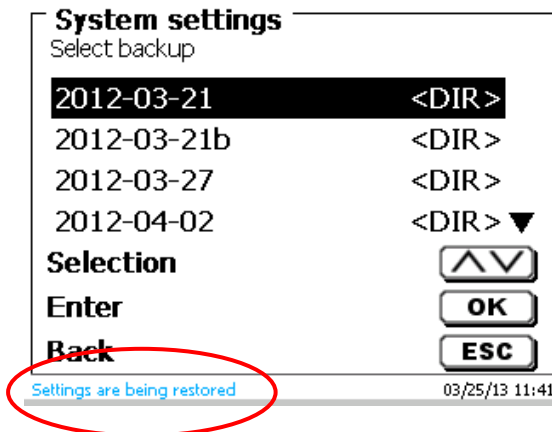 System settings
Select backup
2012-03-21 <DIR>
2012-03-21b <DIR>
2012-03-27 <DIR>
2012-04-02 <DIR> ▼
Selection
Enter OK
Back ESC
Settings are being restored 03/25/13 11:41